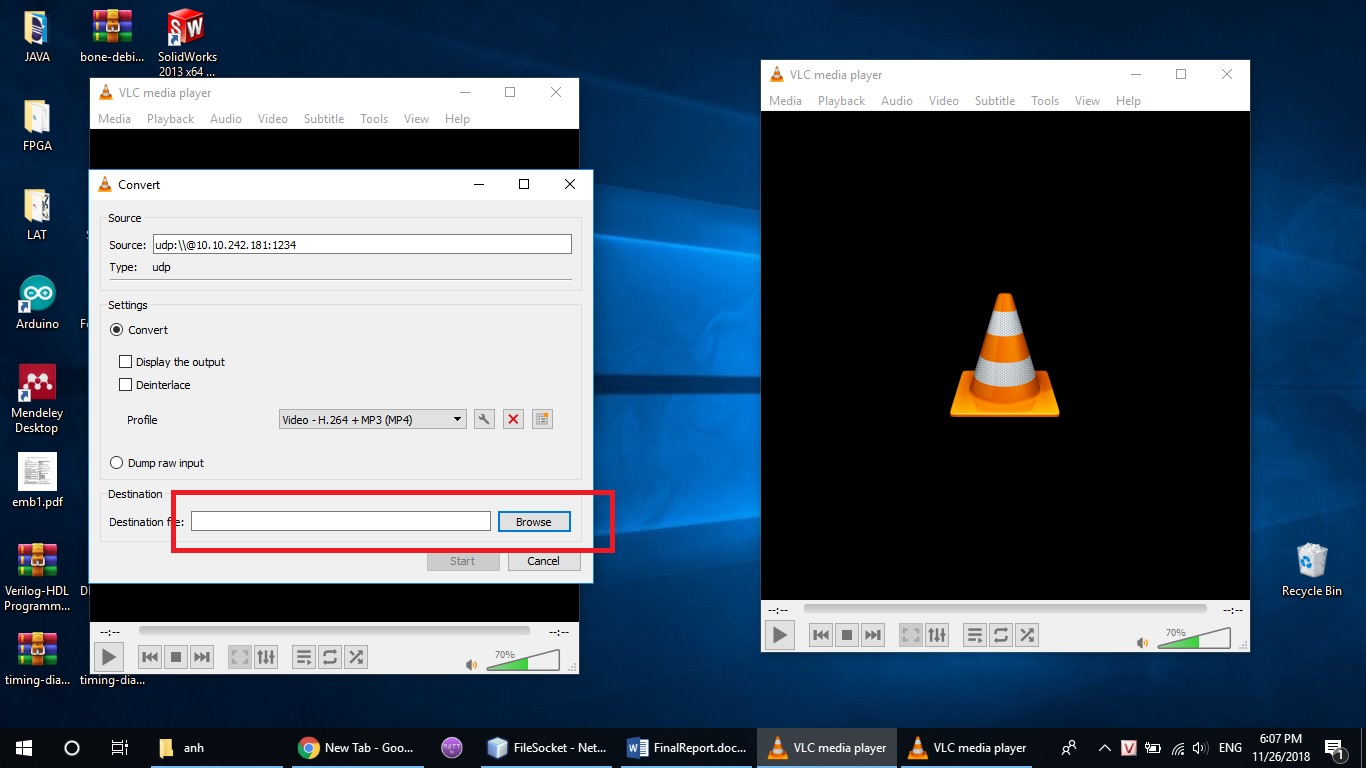 JAVA
bone-debi...
SolidWorks
2013 x64 ...
FPGA
LAT
Arduino
Mendeley
Desktop
emb1.pdf
Verilog-HDL
Programm...
timing-dia...
timing-dia...
VLC media player
Media Playback Audio Video Subtitle Tools View Help
Convert
Source
Source: udp:\\@10.10.242.181:1234
Type: udp
Settings
Convert
Display the output
Deinterlace
Profile Video - H.264 + MP3 (MP4)
Dump raw input
Destination
Destination file: Browse
Start Cancel
--:-- --:--
70%
VLC media player
Media Playback Audio Video Subtitle Tools View Help
--:-- --:--
70%
Recycle Bin
anh
New Tab - Goo...
FileSocket - Net...
FinalReport.doc...
VLC media player
VLC media player
ENG
6:07 PM
11/26/2018
1